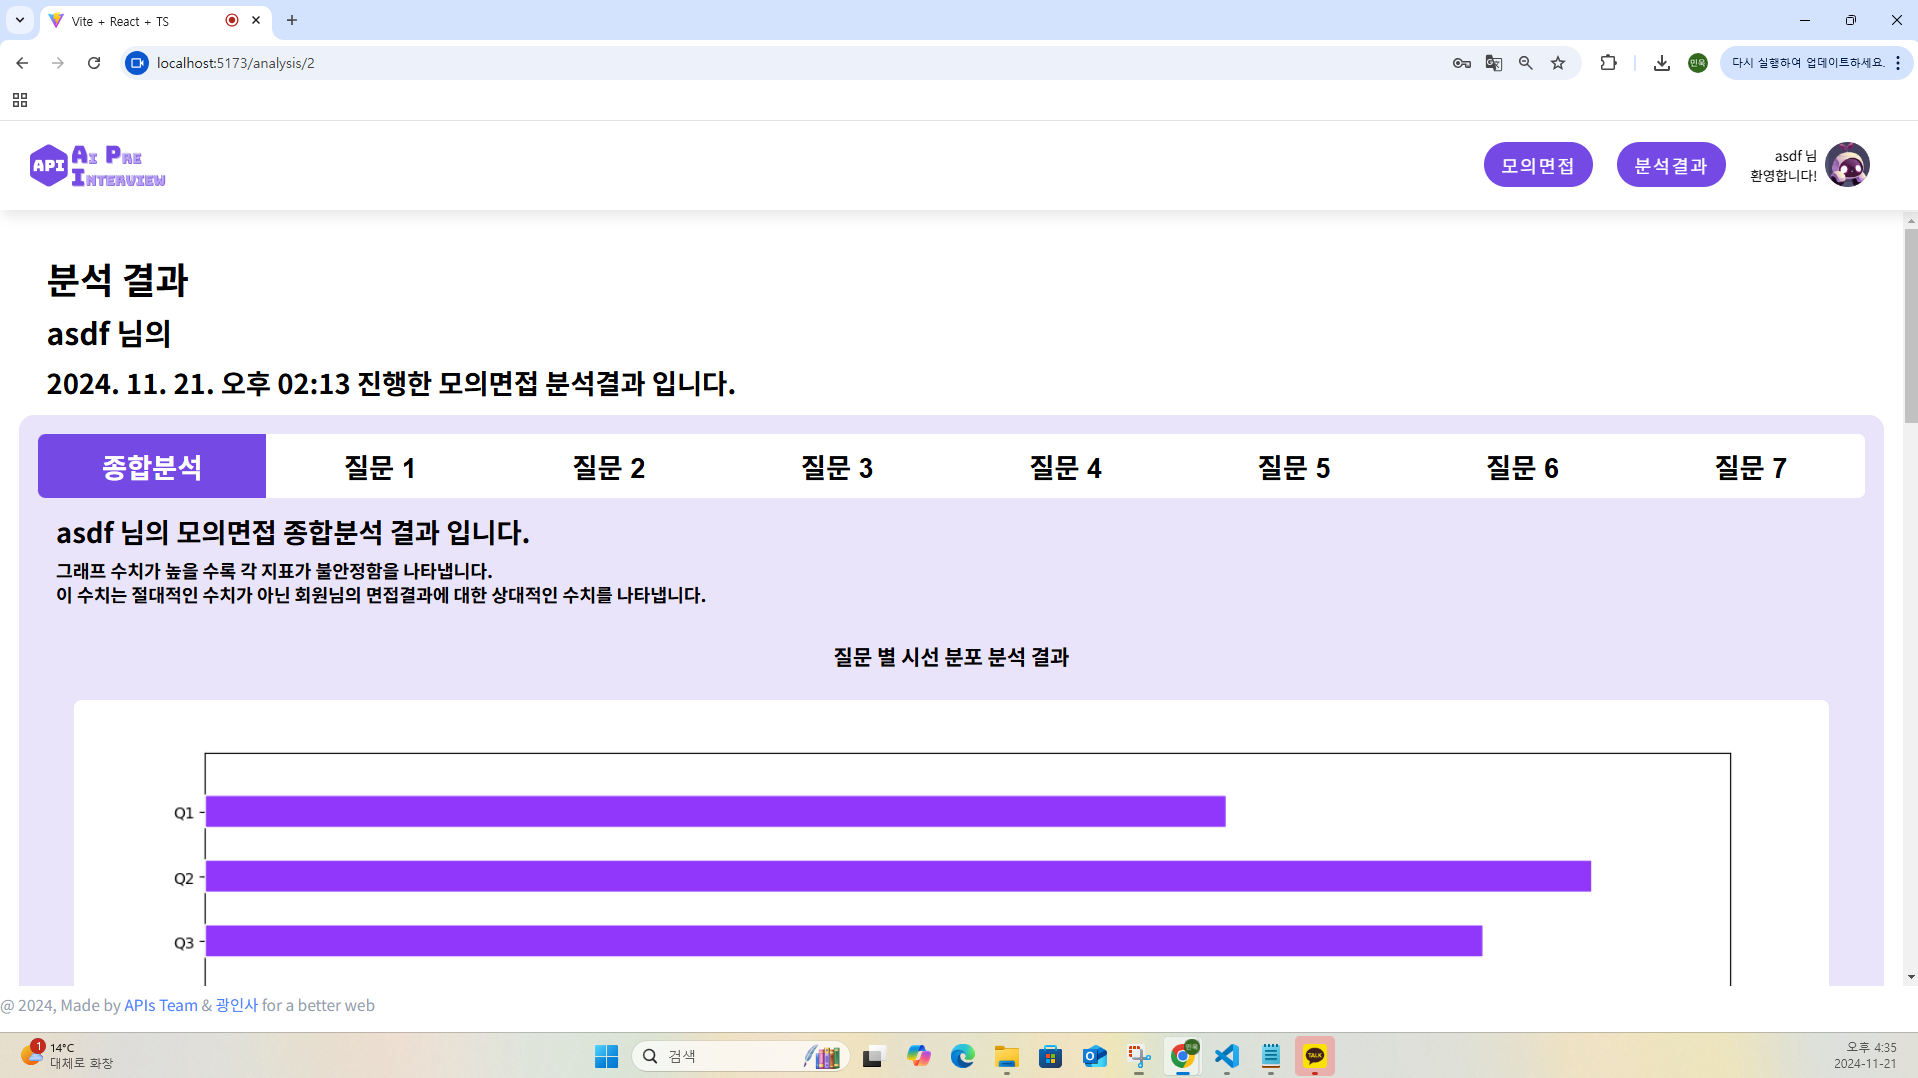 Vite + React + TS
localhost:5173/analysis/2
민욱
다시 실행하여 업데이트하세요.
API
Ai Pre
Interview
모의면접
분석결과
asdf 님
환영합니다!
분석 결과
asdf 님의
2024. 11. 21. 오후 02:13 진행한 모의면접 분석결과 입니다.
종합분석
질문 1
질문 2
질문 3
질문 4
질문 5
질문 6
질문 7
asdf 님의 모의면접 종합분석 결과 입니다.
그래프 수치가 높을 수록 각 지표가 불안정함을 나타냅니다.
이 수치는 절대적인 수치가 아닌 회원님의 면접결과에 대한 상대적인 수치를 나타냅니다.
질문 별 시선 분포 분석 결과
Q1
Q2
Q3
@ 2024, Made by APIs Team & 광인사 for a better web
1
14°C
대체로 화창
검색
민욱
TALK
오후 4:35
2024-11-21